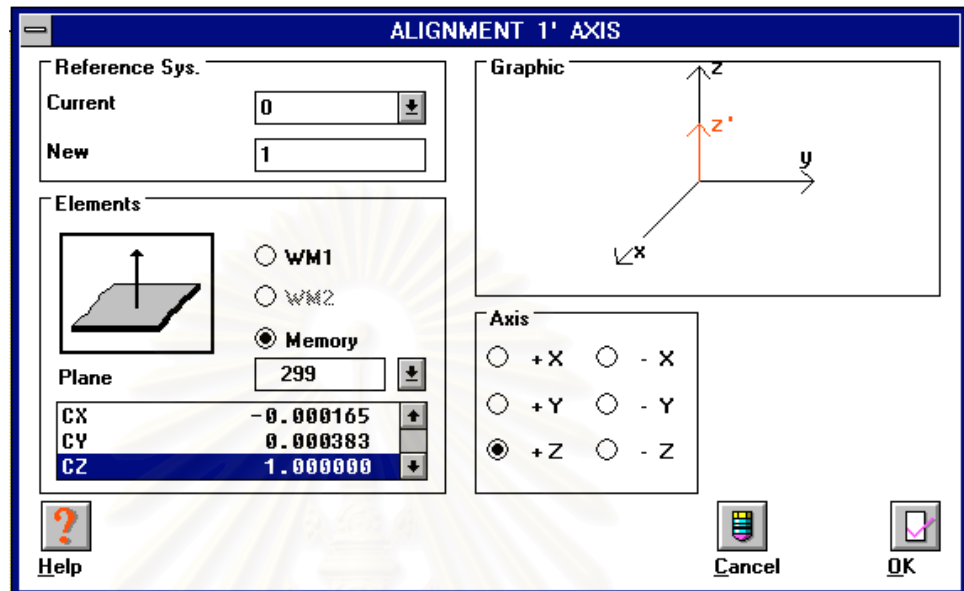 ALIGNMENT 1' AXIS
Reference Sys.
Current 0
New 1
Elements
WM1
WM2
Memory
Plane 299
CX -0.000165
CY 0.000383
CZ 1.000000
Graphic
z
z'
y
x
Axis
+X - X
+Y - Y
+Z - Z
?
Help
Cancel
OK